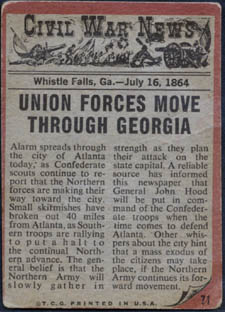 CIVIL WAR NEWS
Whistle Falls, Ga.—July 16, 1864
UNION FORCES MOVE
THROUGH GEORGIA
Alarm spreads through
the city of Atlanta
today, as Confederate
scouts continue to re-
port that the Northern
forces are making their
way toward the city.
Small skirmishes have
broken out 40 miles
from Atlanta, as South-
ern troops are rallying
to put a halt to
the continual North-
ern advance. The gen-
eral belief is that the
Northern Army will
slowly gather in
strength as they plan
their attack on the
state capital. A reliable
source has informed
this newspaper that
General John Hood
will be put in com-
mand of the Confeder-
ate troops when the
time comes to defend
Atlanta. Other whis-
pers about the city hint
that a mass exodus of
the citizens may take
place, if the Northern
Army continues its for-
ward movement.
© T.C.G. PRINTED IN U.S.A.
71